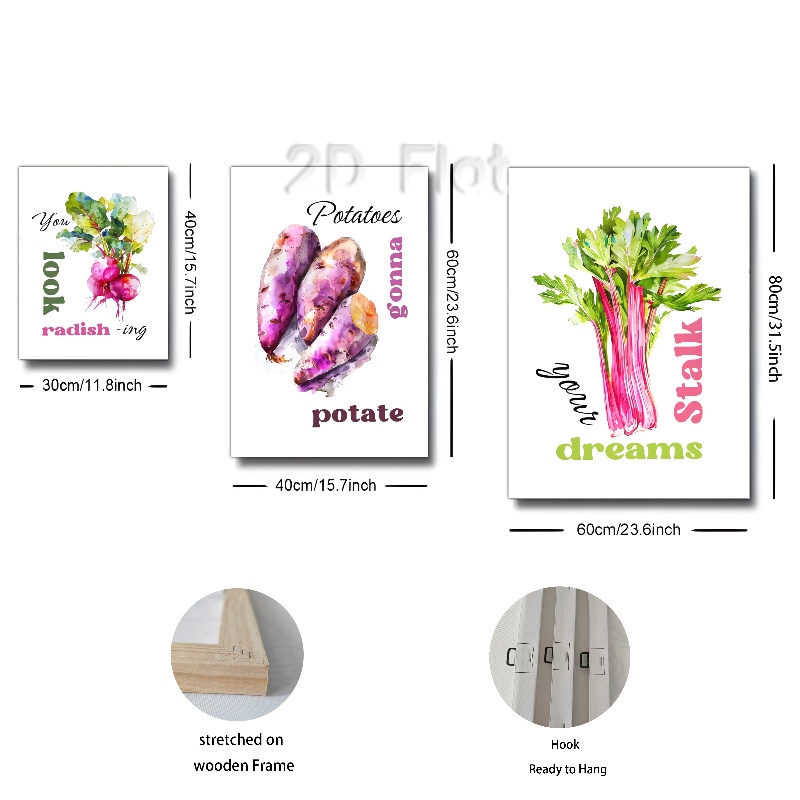 2D Flat
You
look
radish -ing
40cm/15.7inch
30cm/11.8inch
Potatoes
gonna
potate
60cm/23.6inch
40cm/15.7inch
your
Stalk
dreams
80cm/31.5inch
60cm/23.6inch
stretched on
wooden Frame
Hook
Ready to Hang